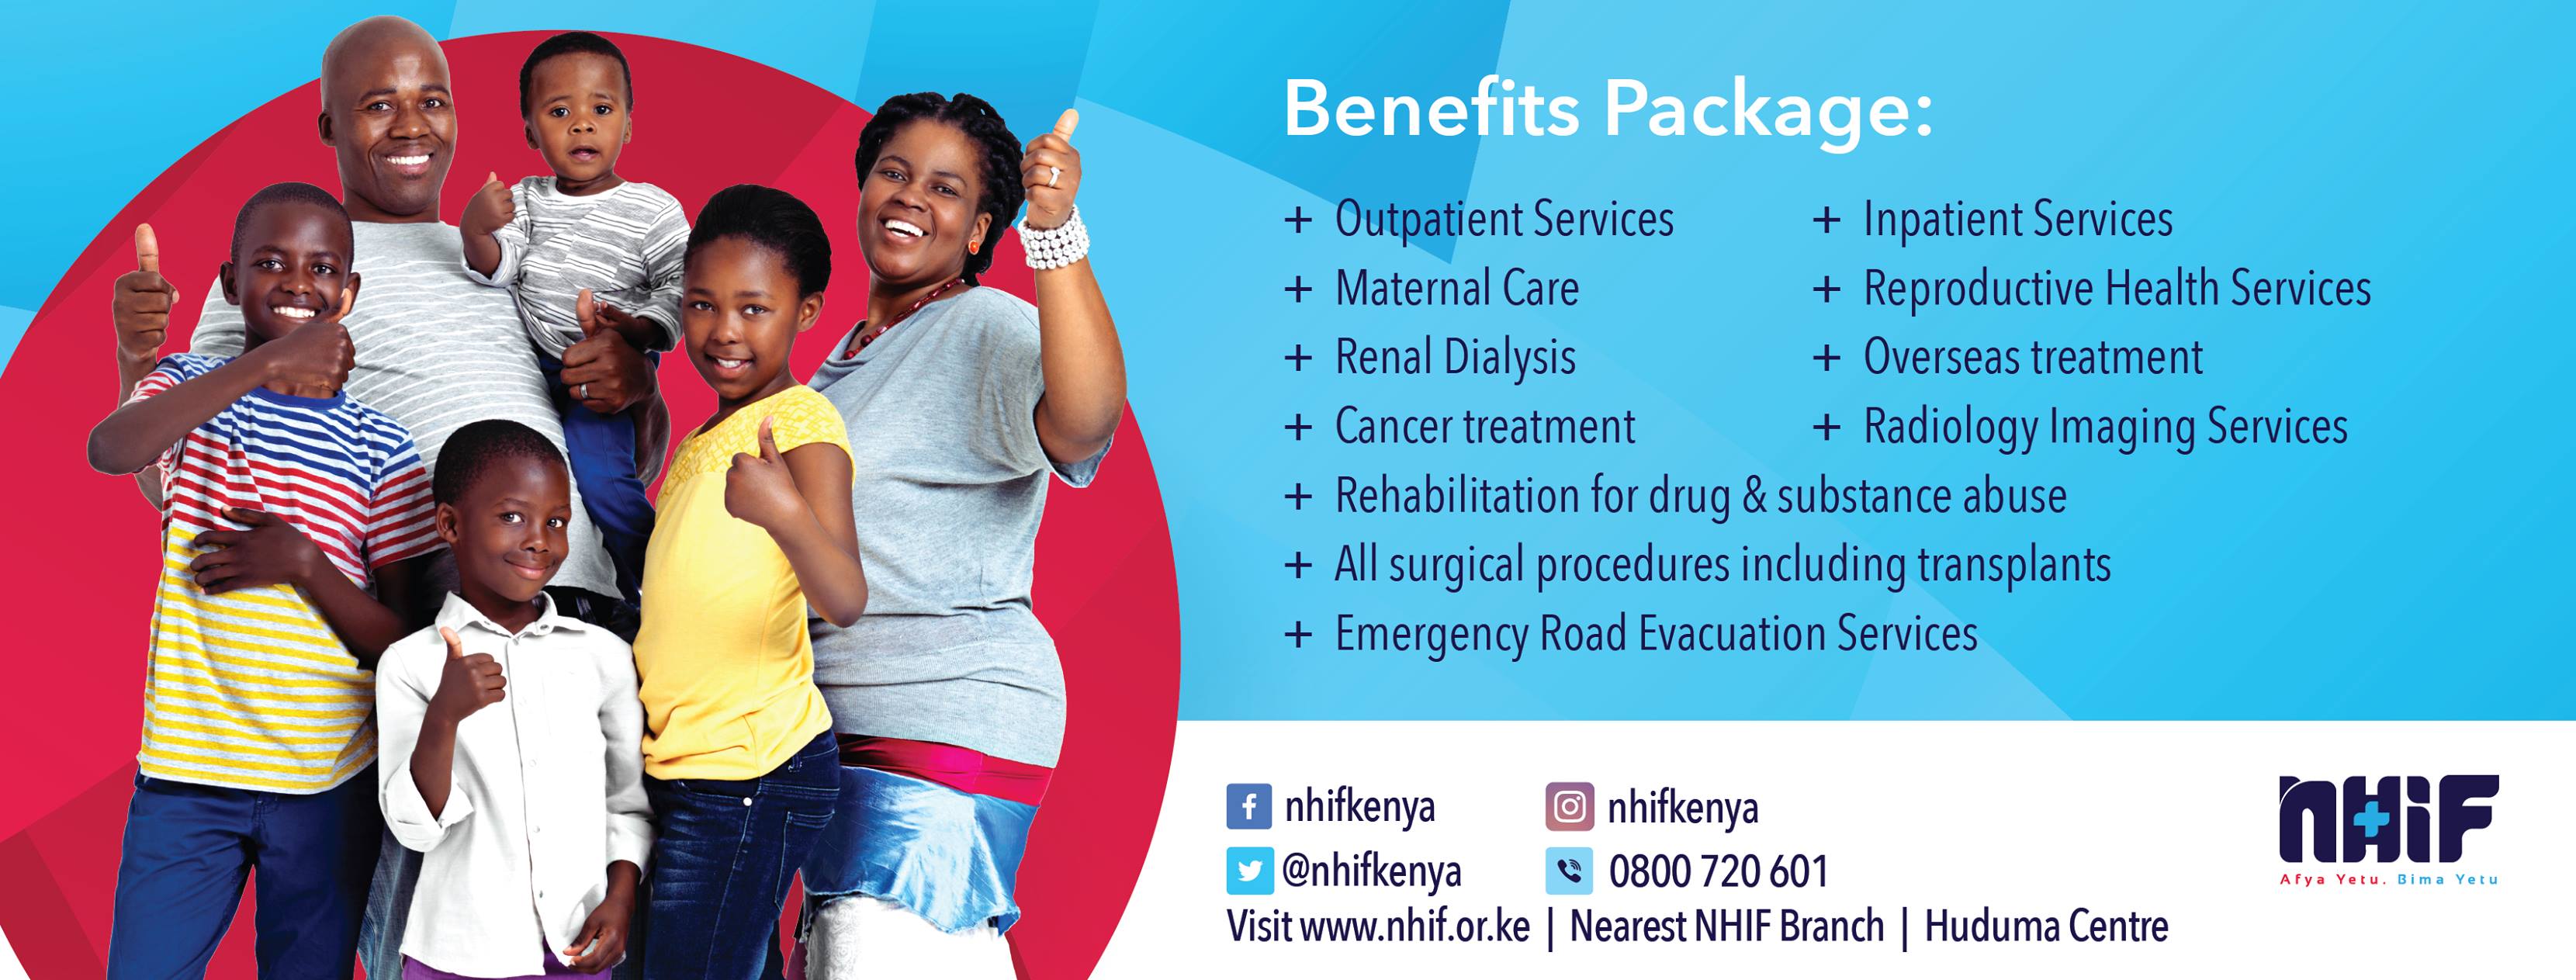 Benefits Package:
+ Outpatient Services
+ Maternal Care
+ Renal Dialysis
+ Cancer treatment
+ Inpatient Services
+ Reproductive Health Services
+ Overseas treatment
+ Radiology Imaging Services
+ Rehabilitation for drug & substance abuse
+ All surgical procedures including transplants
+ Emergency Road Evacuation Services
nhifkenya
nhifkenya
@nhifkenya
0800 720 601
Visit www.nhif.or.ke | Nearest NHIF Branch | Huduma Centre
nHiF
Afya Yetu. Bima Yetu